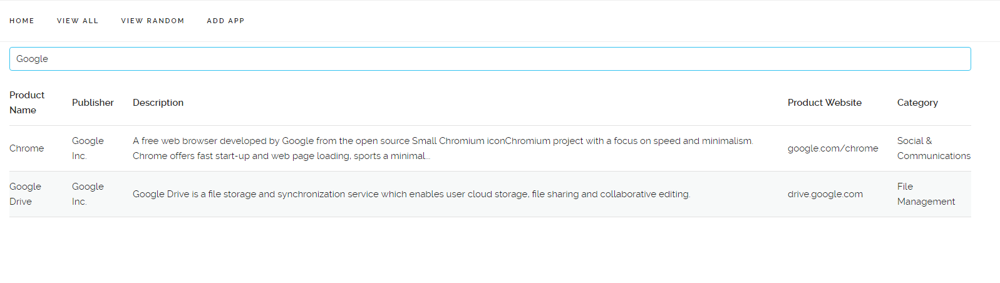 HOME VIEW ALL VIEW RANDOM ADD APP
Google
Product Name Publisher Description Product Website Category
Chrome
Google
Inc.
A free web browser developed by Google from the open source Small Chromium iconChromium project with a focus on speed and minimalism.
Chrome offers fast start-up and web page loading, sports a minimal...
google.com/chrome
Social &
Communications
Google
Drive
Google
Inc.
Google Drive is a file storage and synchronization service which enables user cloud storage, file sharing and collaborative editing.
drive.google.com
File
Management